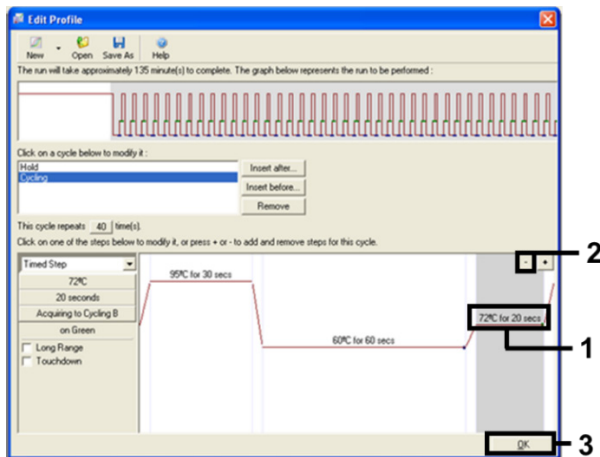 Edit Profile
New Open Save As Help
The run will take approximately 135 minute(s) to complete. The graph below represents the run to be performed :
Click on a cycle below to modify it :
Hold
Cycling
Insert after...
Insert before...
Remove
This cycle repeats 40 time(s).
Click on one of the steps below to modify it, or press + or - to add and remove steps for this cycle.
Timed Step
72ºC
20 seconds
Acquiring to Cycling B
on Green
Long Range
Touchdown
95ºC for 30 secs
60ºC for 60 secs
72ºC for 20 secs
- +
2
1
OK
3